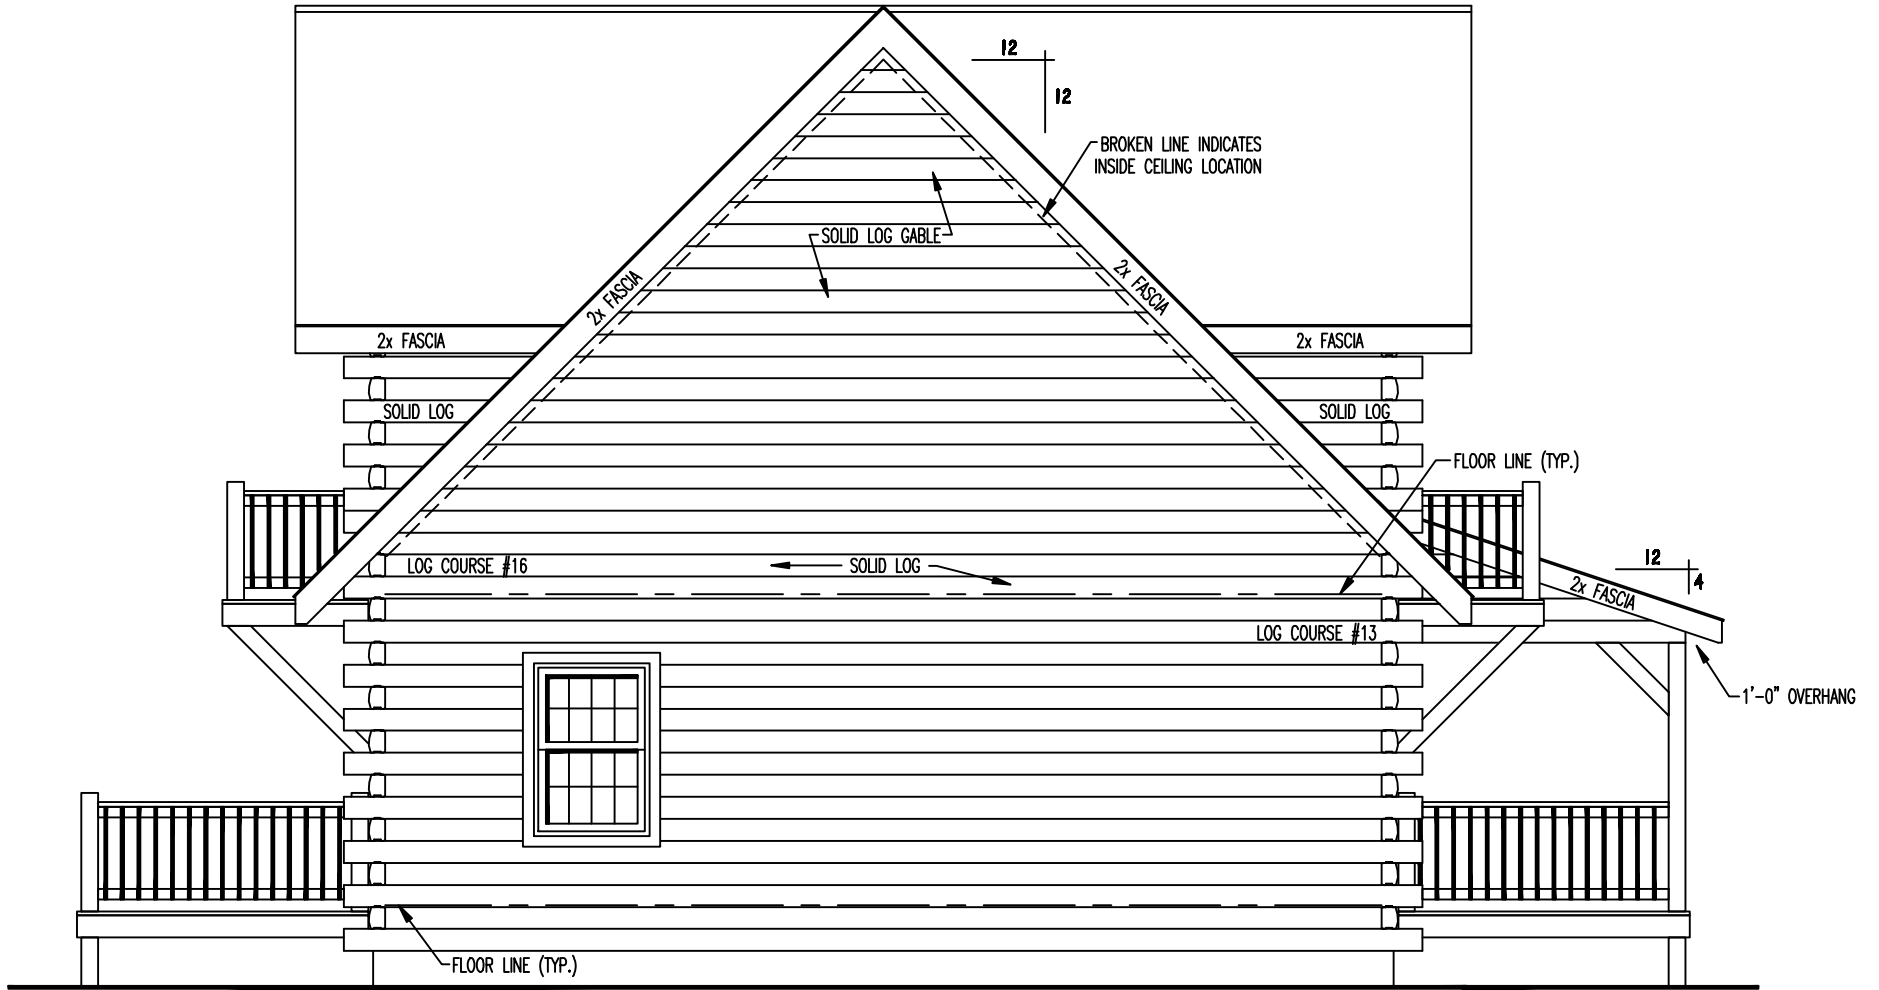 12
12
BROKEN LINE INDICATES
INSIDE CEILING LOCATION
SOLID LOG GABLE
2x FASCIA
2x FASCIA
2x FASCIA
2x FASCIA
SOLID LOG
SOLID LOG
FLOOR LINE (TYP.)
LOG COURSE #16
SOLID LOG
12
4
2x FASCIA
LOG COURSE #13
1'-0" OVERHANG
FLOOR LINE (TYP.)